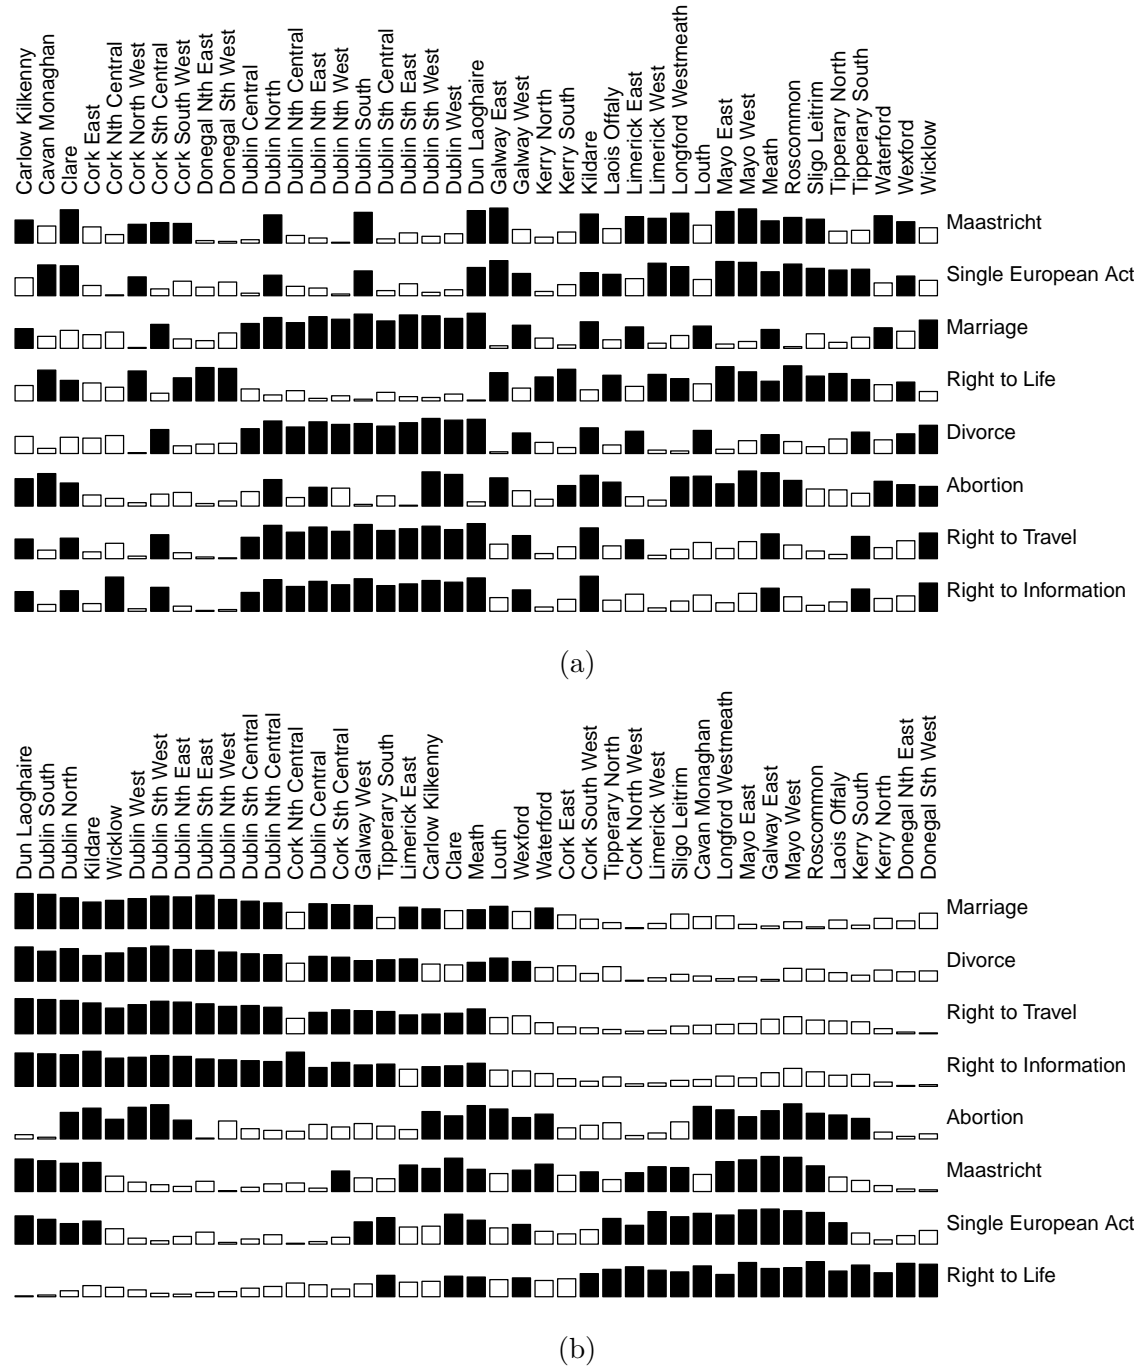 Carlow Kilkenny
Cavan Monaghan
Clare
Cork East
Cork Nth Central
Cork North West
Cork Sth Central
Cork South West
Donegal Nth East
Donegal Sth West
Dublin Central
Dublin North
Dublin Nth Central
Dublin Nth East
Dublin Nth West
Dublin South
Dublin Sth Central
Dublin Sth East
Dublin Sth West
Dublin West
Dun Laoghaire
Galway East
Galway West
Kerry North
Kerry South
Kildare
Laois Offaly
Limerick East
Limerick West
Longford Westmeath
Louth
Mayo East
Mayo West
Meath
Roscommon
Sligo Leitrim
Tipperary North
Tipperary South
Waterford
Wexford
Wicklow
Maastricht
Single European Act
Marriage
Right to Life
Divorce
Abortion
Right to Travel
Right to Information
(a)
Dun Laoghaire
Dublin South
Dublin North
Kildare
Wicklow
Dublin West
Dublin Sth West
Dublin Nth East
Dublin Sth East
Dublin Nth West
Dublin Sth Central
Dublin Nth Central
Cork Nth Central
Dublin Central
Cork Sth Central
Galway West
Tipperary South
Limerick East
Carlow Kilkenny
Clare
Meath
Louth
Wexford
Waterford
Cork East
Cork South West
Tipperary North
Cork North West
Limerick West
Sligo Leitrim
Cavan Monaghan
Longford Westmeath
Mayo East
Galway East
Mayo West
Roscommon
Laois Offaly
Kerry South
Kerry North
Donegal Nth East
Donegal Sth West
Marriage
Divorce
Right to Travel
Right to Information
Abortion
Maastricht
Single European Act
Right to Life
(b)